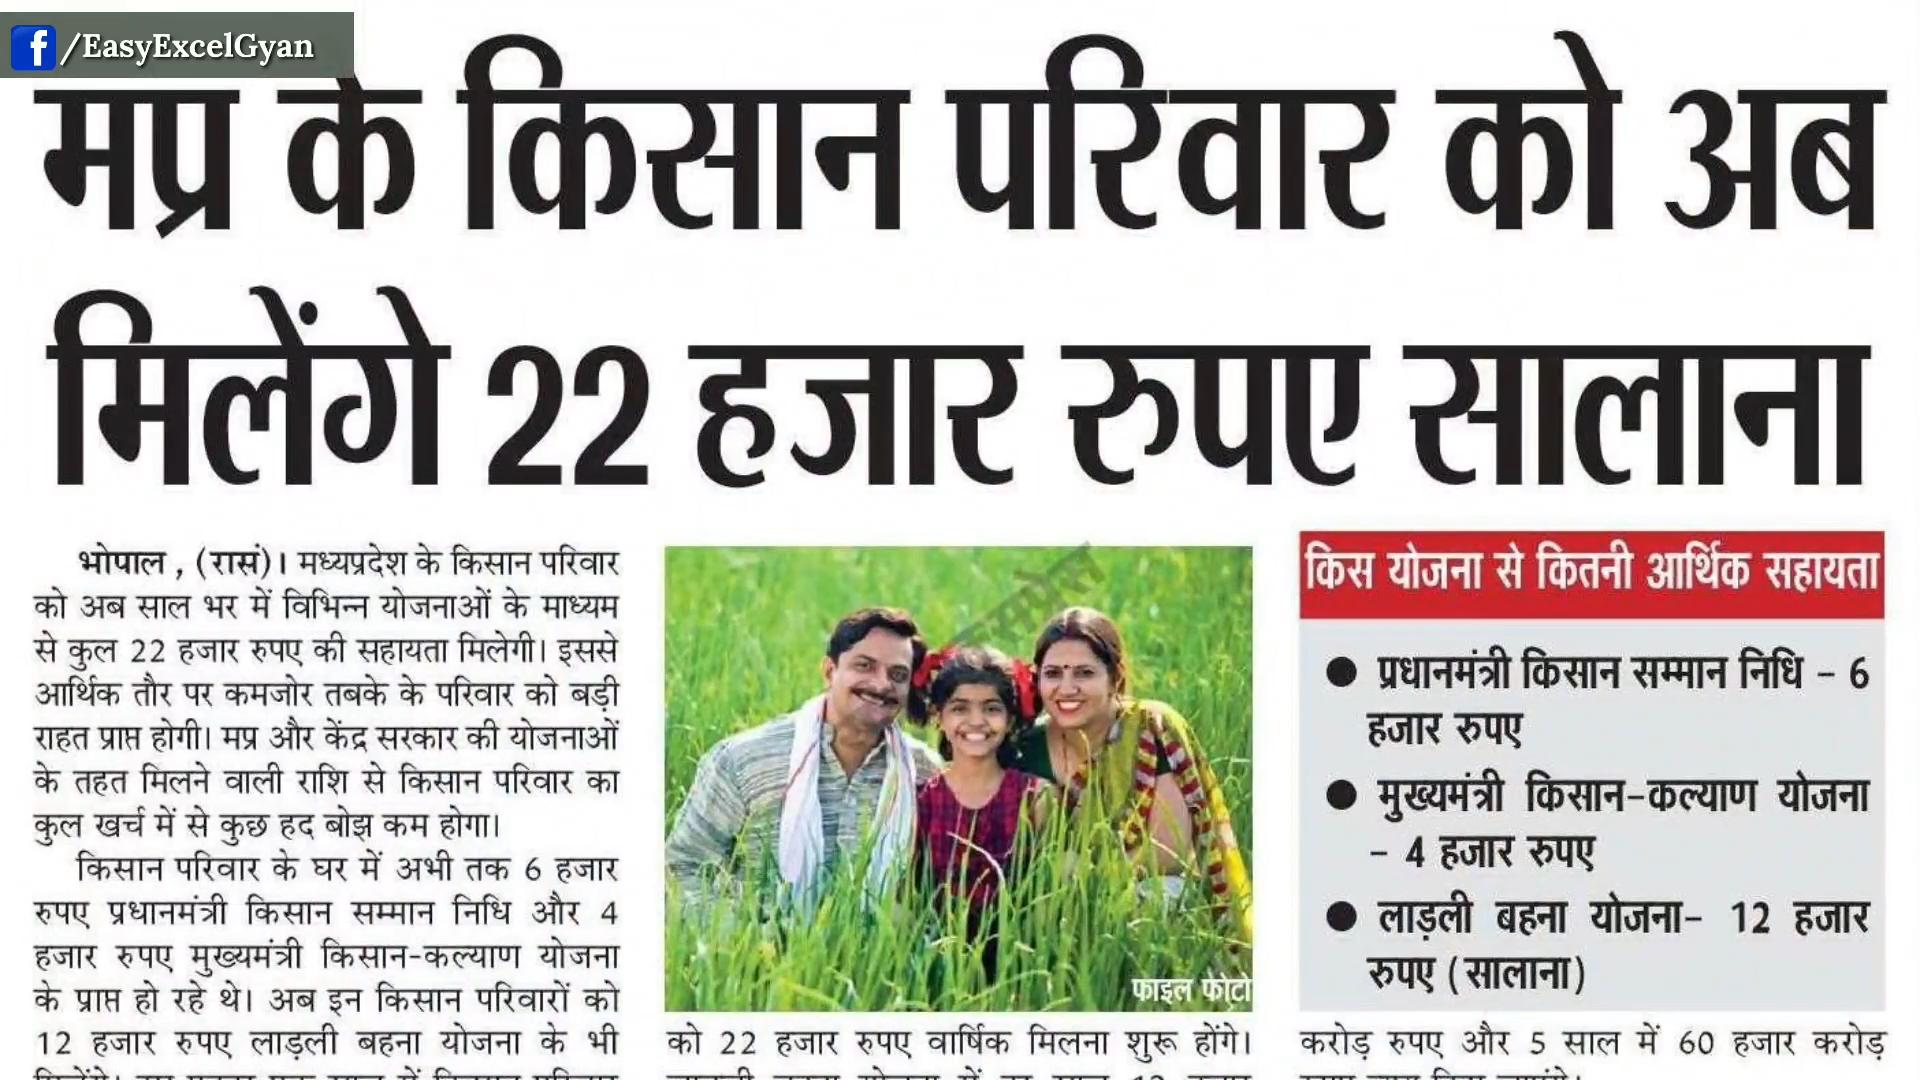 /EasyExcelGyan
मप्र के किसान परिवार को अब
मिलेंगे 22 हजार रुपए सालाना
भोपाल, (रासं)। मध्यप्रदेश के किसान परिवार
को अब साल भर में विभिन्न योजनाओं के माध्यम
से कुल 22 हजार रुपए की सहायता मिलेगी। इससे
आर्थिक तौर पर कमजोर तबके के परिवार को बड़ी
राहत प्राप्त होगी। मप्र और केंद्र सरकार की योजनाओं
के तहत मिलने वाली राशि से किसान परिवार का
कुल खर्च में से कुछ हद बोझ कम होगा।
किसान परिवार के घर में अभी तक 6 हजार
रुपए प्रधानमंत्री किसान सम्मान निधि और 4
हजार रुपए मुख्यमंत्री किसान-कल्याण योजना
के प्राप्त हो रहे थे। अब इन किसान परिवारों को
12 हजार रुपए लाड़ली बहना योजना के भी
फाइल फोटो
को 22 हजार रुपए वार्षिक मिलना शुरू होंगे।
किस योजना से कितनी आर्थिक सहायता
● प्रधानमंत्री किसान सम्मान निधि – 6
हजार रुपए
● मुख्यमंत्री किसान-कल्याण योजना
- 4 हजार रुपए
● लाड़ली बहना योजना- 12 हजार
रुपए (सालाना)
करोड़ रुपए और 5 साल में 60 हजार करोड़